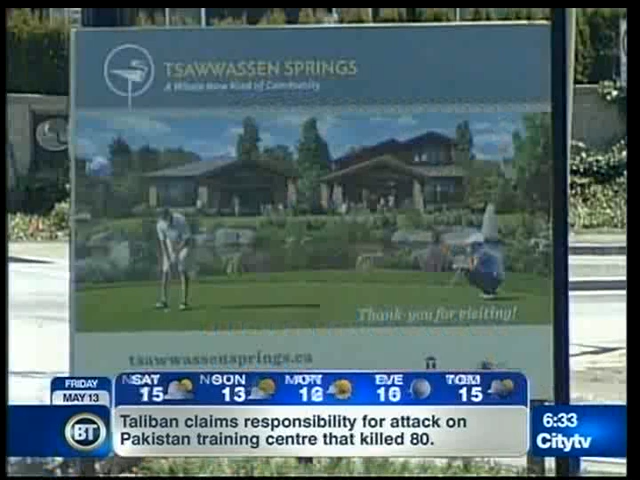 TSAWWASSEN SPRINGS
A Whole New Kind of Community
Thank-you for visiting!
tsawwassensprings.ca
FRIDAY
MAY 13
SAT
15
SUN
13
EVE
16
15
BT
Taliban claims responsibility for attack on
Pakistan training centre that killed 80.
6:33
Citytv